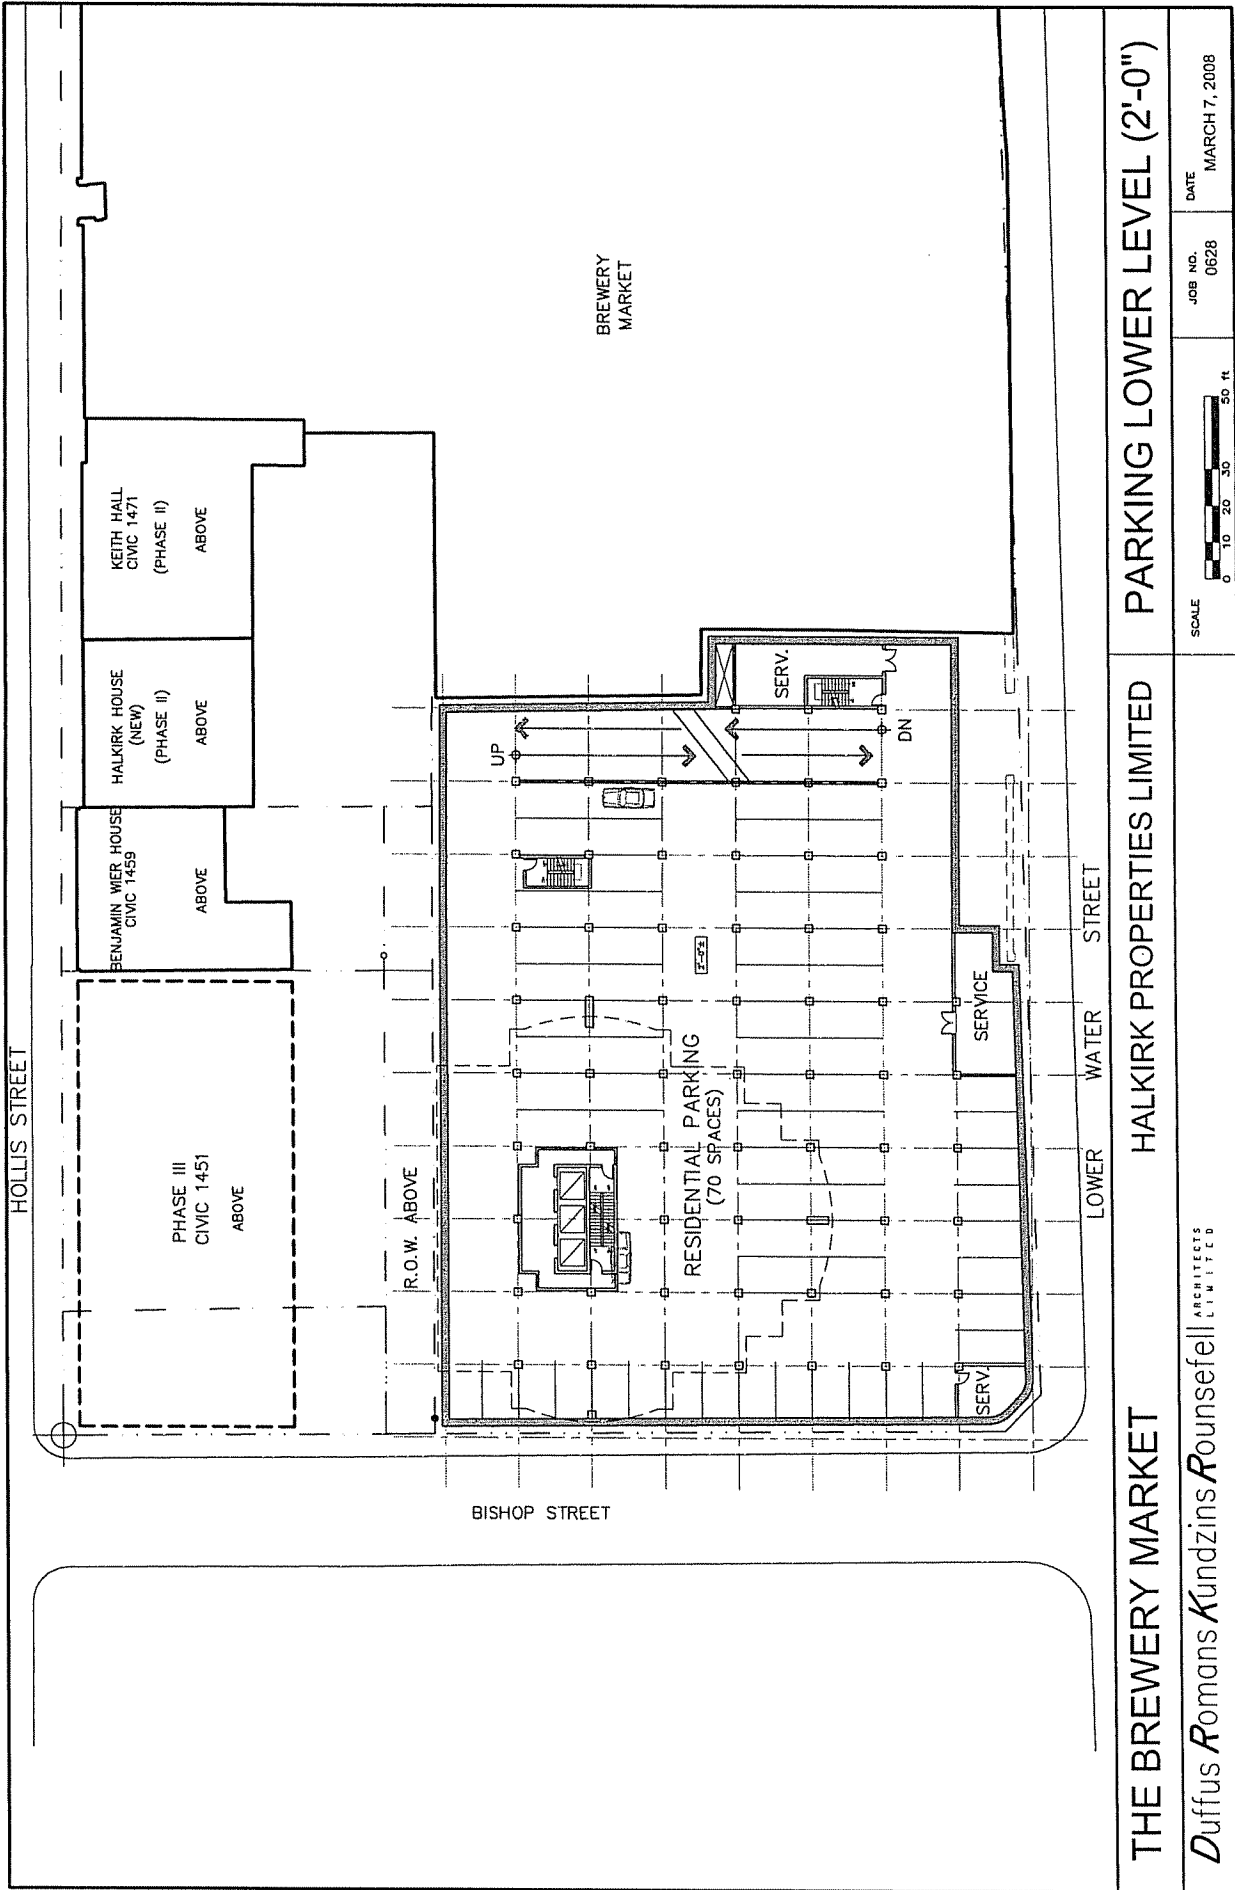 HOLLIS STREET
PHASE III
CIVIC 1451
ABOVE
BENJAMIN WIER HOUSE
CIVIC 1459
ABOVE
HALKIRK HOUSE
(NEW)
(PHASE II)
ABOVE
KEITH HALL
CIVIC 1471
(PHASE II)
ABOVE
BREWERY
MARKET
R.O.W. ABOVE
UP
DN
SERV.
RESIDENTIAL PARKING
(70 SPACES)
2'-0"±
SERVICE
SERV.
BISHOP STREET
LOWER WATER STREET
THE BREWERY MARKET
HALKIRK PROPERTIES LIMITED
PARKING LOWER LEVEL (2'-0")
Duffus Romans Kundzins Rounsefell ARCHITECTS
LIMITED
SCALE
0 10 20 30 50 ft
JOB NO.
0628
DATE
MARCH 7, 2008